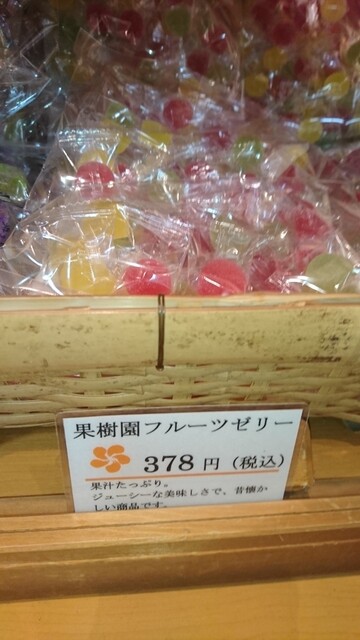 果樹園フルーツゼリー
378円(税込)
果汁たっぷり。
ジューシーな美味しさで、昔懐か
しい商品です。